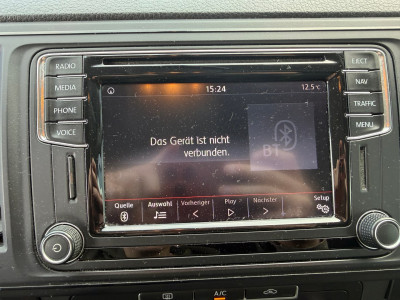 RADIO
MEDIA
PHONE
VOICE
EJECT
NAV
TRAFFIC
MENU
15:24
12.5°C
Das Gerät ist nicht
verbunden.
BT
Quelle
Auswahl
Vorheriger
Play
Nächster
Setup
A/C